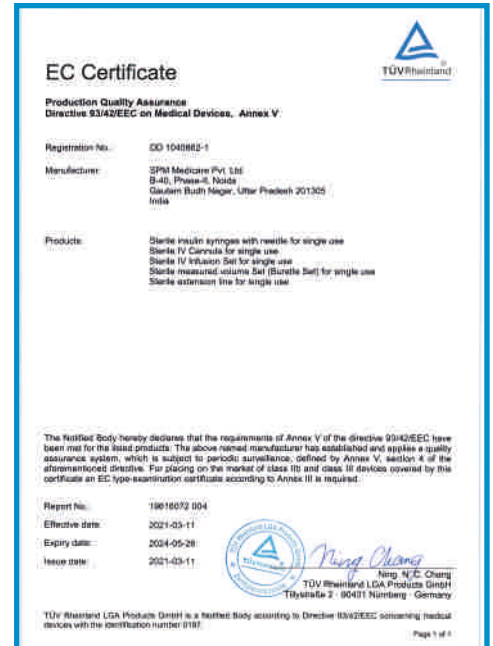 TÜVRheinland
EC Certificate
Production Quality Assurance
Directive 93/42/EEC on Medical Devices, Annex V
Registration No.:
DD 1040662-1
Manufacturer:
SPM Medicare Pvt. Ltd
B-40, Phase-II, Noida
Gautam Budh Nagar, Uttar Pradesh 201305
India
Products:
Sterile insulin syringes with needle for single use
Sterile IV Cannula for single use
Sterile IV Infusion Set for single use
Sterile measured volume Set (Burette Set) for single use
Sterile extension line for single use
The Notified Body hereby declares that the requirements of Annex V of the directive 93/42/EEC have
been met for the listed products. The above named manufacturer has established and applies a quality
assurance system, which is subject to periodic surveillance, defined by Annex V, section 4 of the
aforementioned directive. For placing on the market of class IIb and class III devices covered by this
certificate an EC type-examination certificate according to Annex III is required.
Report No.:
19616072 004
Effective date:
2021-03-11
Expiry date:
2024-05-26
Issue date:
2021-03-11
Ning Chang
Ning N.C. Chang
TÜV Rheinland LGA Products GmbH
Tillystraße 2 · 90431 Nürnberg · Germany
TÜV Rheinland LGA Products GmbH is a Notified Body according to Directive 93/42/EEC concerning medical
devices with the identification number 0197.
Page 1 of 1